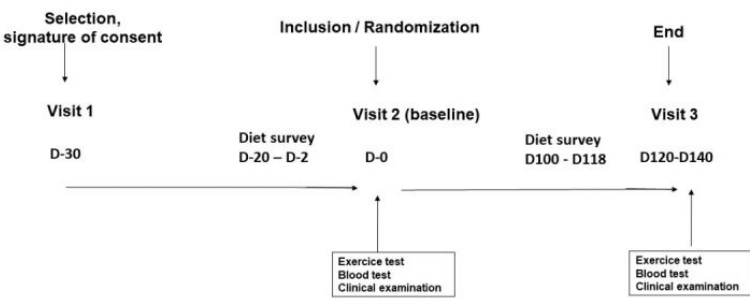 Selection,
signature of consent
Inclusion / Randomization
End
Visit 1
Visit 2 (baseline)
Visit 3
Diet survey
D-20 – D-2
Diet survey
D100 - D118
D-30
D-0
D120-D140
Exercice test
Blood test
Clinical examination
Exercice test
Blood test
Clinical examination